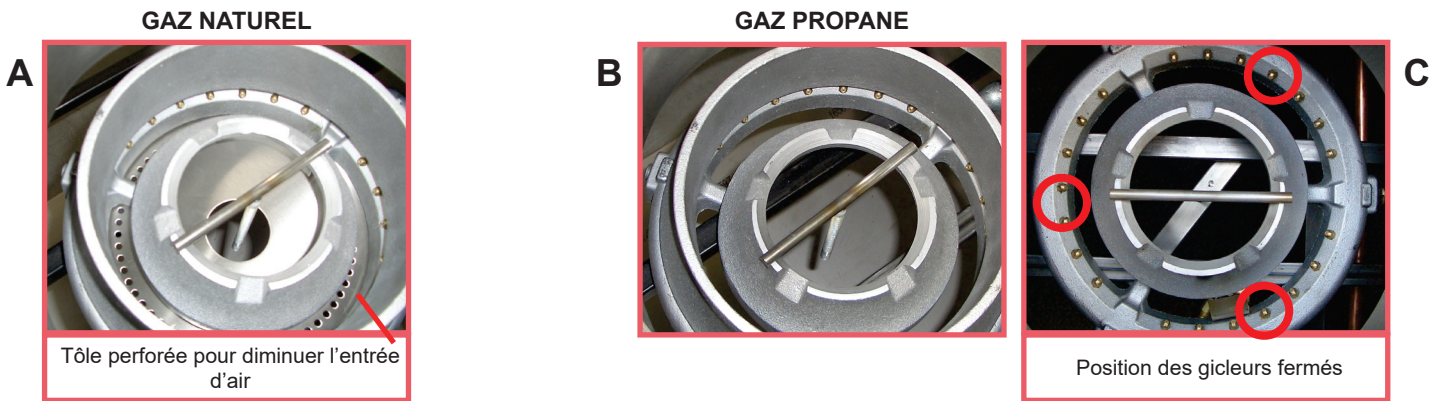 GAZ NATUREL
GAZ PROPANE
A
B
C
Tôle perforée pour diminuer l’entrée
d’air
Position des gicleurs fermés